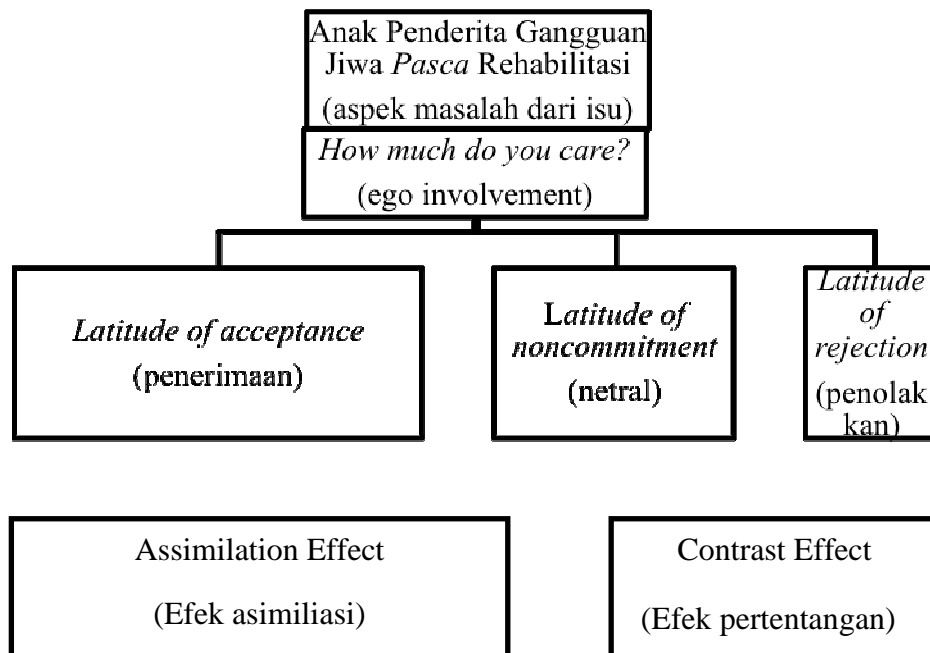 Anak Penderita Gangguan
Jiwa Pasca Rehabilitasi
(aspek masalah dari isu)
How much do you care?
(ego involvement)
Latitude of acceptance
(penerimaan)
Latitude of
noncommitment
(netral)
Latitude
of
rejection
(penolak
kan)
Assimilation Effect
(Efek asimiliasi)
Contrast Effect
(Efek pertentangan)